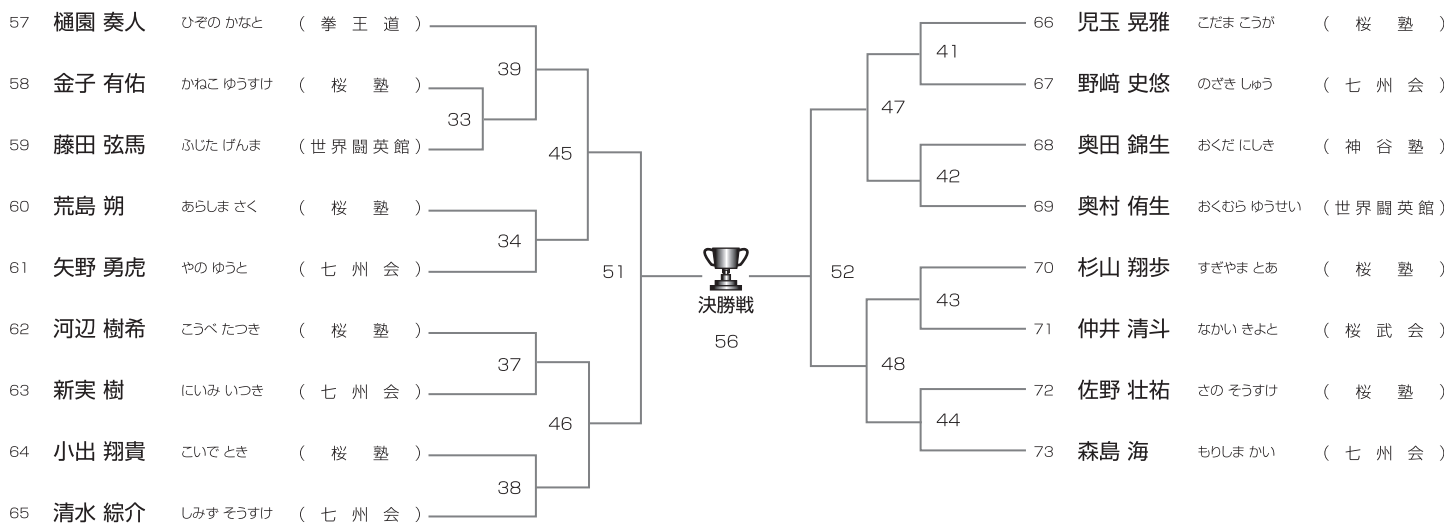 57 樋園 奏人 ひぞの かなと ( 拳 王 道 )
58 金子 有佑 かねこ ゆうすけ ( 桜 塾 )
59 藤田 弦馬 ふじた げんま ( 世 界 闘 英 館 )
60 荒島 朔 あらしま さく ( 桜 塾 )
61 矢野 勇虎 やの ゆうと ( 七 州 会 )
62 河辺 樹希 こうべ たつき ( 桜 塾 )
63 新実 樹 にいみ いつき ( 七 州 会 )
64 小出 翔貴 こいで とき ( 桜 塾 )
65 清水 綜介 しみず そうすけ ( 七 州 会 )
39
33
45
34
51
37
46
38
決勝戦
56
41
47
42
52
43
48
44
66 児玉 晃雅 こだま こうが ( 桜 塾 )
67 野﨑 史悠 のざき しゅう ( 七 州 会 )
68 奥田 錦生 おくだ にしき ( 神 谷 塾 )
69 奥村 侑生 おくむら ゆうせい ( 世 界 闘 英 館 )
70 杉山 翔歩 すぎやま とあ ( 桜 塾 )
71 仲井 清斗 なかい きよと ( 桜 武 会 )
72 佐野 壮祐 さの そうすけ ( 桜 塾 )
73 森島 海 もりしま かい ( 七 州 会 )